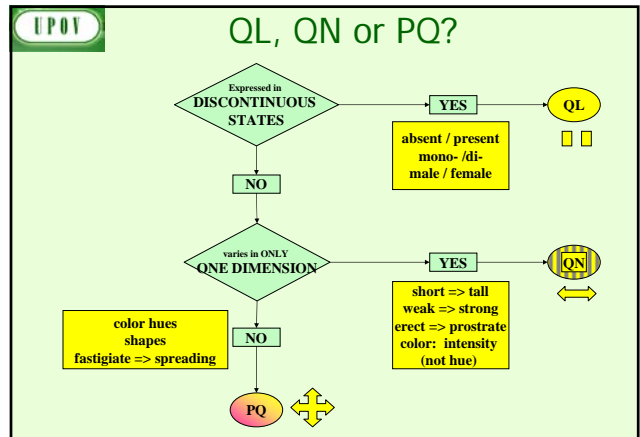 UPOV
QL, QN or PQ?
Expressed in
DISCONTINUOUS
STATES
YES
QL
absent / present
mono- /di-
male / female
NO
varies in ONLY
ONE DIMENSION
YES
QN
short => tall
weak => strong
erect => prostrate
color: intensity
(not hue)
color hues
shapes
fastigiate => spreading
NO
PQ